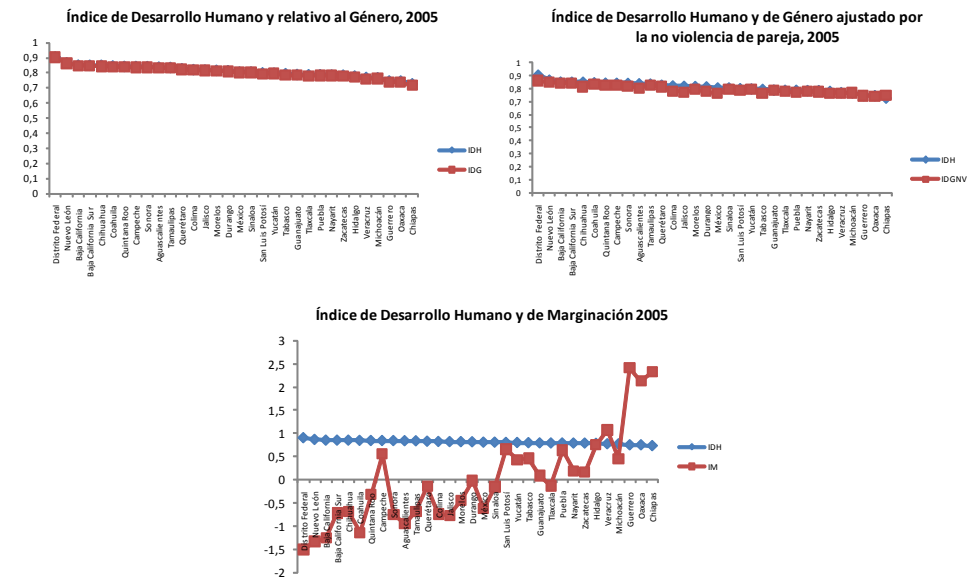 Índice de Desarrollo Humano y relativo al Género, 2005
1
0,9
0,8
0,7
0,6
0,5
0,4
0,3
0,2
0,1
0
Distrito Federal
Nuevo León
Baja California
Baja California Sur
Chihuahua
Coahuila
Quintana Roo
Campeche
Sonora
Aguascalientes
Tamaulipas
Querétaro
Colima
Jalisco
Morelos
Durango
México
Sinaloa
San Luis Potosí
Yucatán
Tabasco
Guanajuato
Tlaxcala
Puebla
Nayarit
Zacatecas
Hidalgo
Veracruz
Michoacán
Guerrero
Oaxaca
Chiapas
IDH
IDG
Índice de Desarrollo Humano y de Género ajustado por
la no violencia de pareja, 2005
1
0,9
0,8
0,7
0,6
0,5
0,4
0,3
0,2
0,1
0
Distrito Federal
Nuevo León
Baja California
Baja California Sur
Chihuahua
Coahuila
Quintana Roo
Campeche
Sonora
Aguascalientes
Tamaulipas
Querétaro
Colima
Jalisco
Morelos
Durango
México
Sinaloa
San Luis Potosí
Yucatán
Tabasco
Guanajuato
Tlaxcala
Puebla
Nayarit
Zacatecas
Hidalgo
Veracruz
Michoacán
Guerrero
Oaxaca
Chiapas
IDH
IDGNV
Índice de Desarrollo Humano y de Marginación 2005
3
2,5
2
1,5
1
0,5
0
-0,5
-1
-1,5
-2
Distrito Federal
Nuevo León
Baja California
Baja California Sur
Chihuahua
Coahuila
Quintana Roo
Campeche
Sonora
Aguascalientes
Tamaulipas
Querétaro
Colima
Jalisco
Morelos
Durango
México
Sinaloa
San Luis Potosí
Yucatán
Tabasco
Guanajuato
Tlaxcala
Puebla
Nayarit
Zacatecas
Hidalgo
Veracruz
Michoacán
Guerrero
Oaxaca
Chiapas
IDH
IM